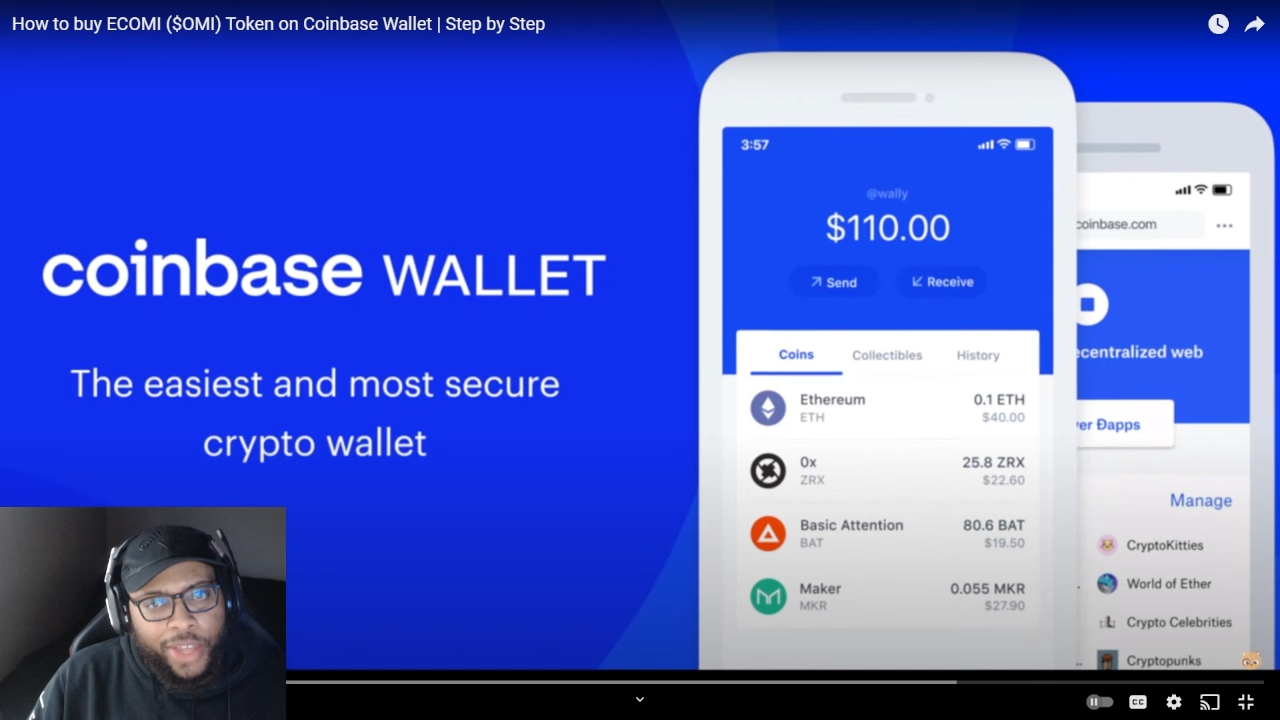 How to buy ECOMI ($OMI) Token on Coinbase Wallet | Step by Step
coinbase WALLET
The easiest and most secure
crypto wallet
3:57
@wally
$110.00
Send
Receive
Coins
Collectibles
History
Ethereum
0.1 ETH
ETH
$40.00
0x
25.8 ZRX
ZRX
$22.60
Basic Attention
80.6 BAT
BAT
$19.50
Maker
0.055 MKR
MKR
$27.90
coinbase.com
ecentralized web
er Ðapps
Manage
CryptoKitties
World of Ether
Crypto Celebrities
Cryptopunks
CC